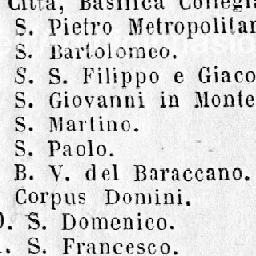 Città, Basilica Collegia
S. Pietro Metropolitan
S. Bartolomeo.
S. S. Filippo e Giaco
S. Giovanni in Monte
S. Martino.
S. Paolo.
B. V. del Baraccano.
Corpus Domini.
S. Domenico.
S. Francesco.